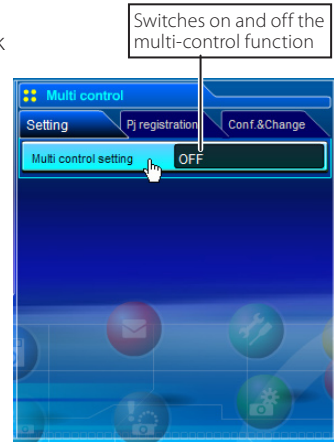 k
Switches on and off the
multi-control function
Multi control
Setting
Pj registration
Conf.&Change
Multi control setting
OFF